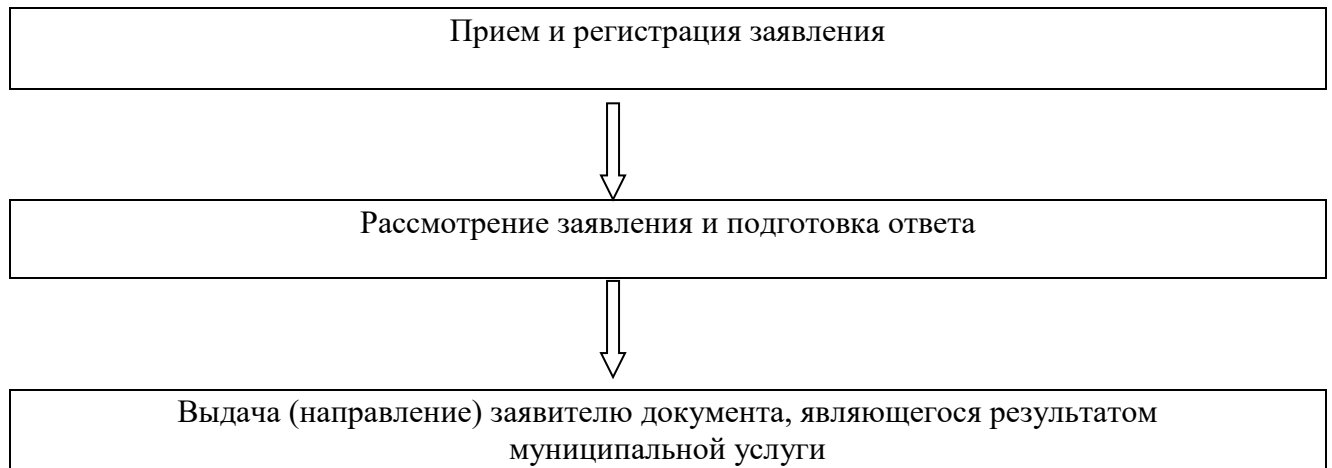 Прием и регистрация заявления
Рассмотрение заявления и подготовка ответа
Выдача (направление) заявителю документа, являющегося результатом
муниципальной услуги